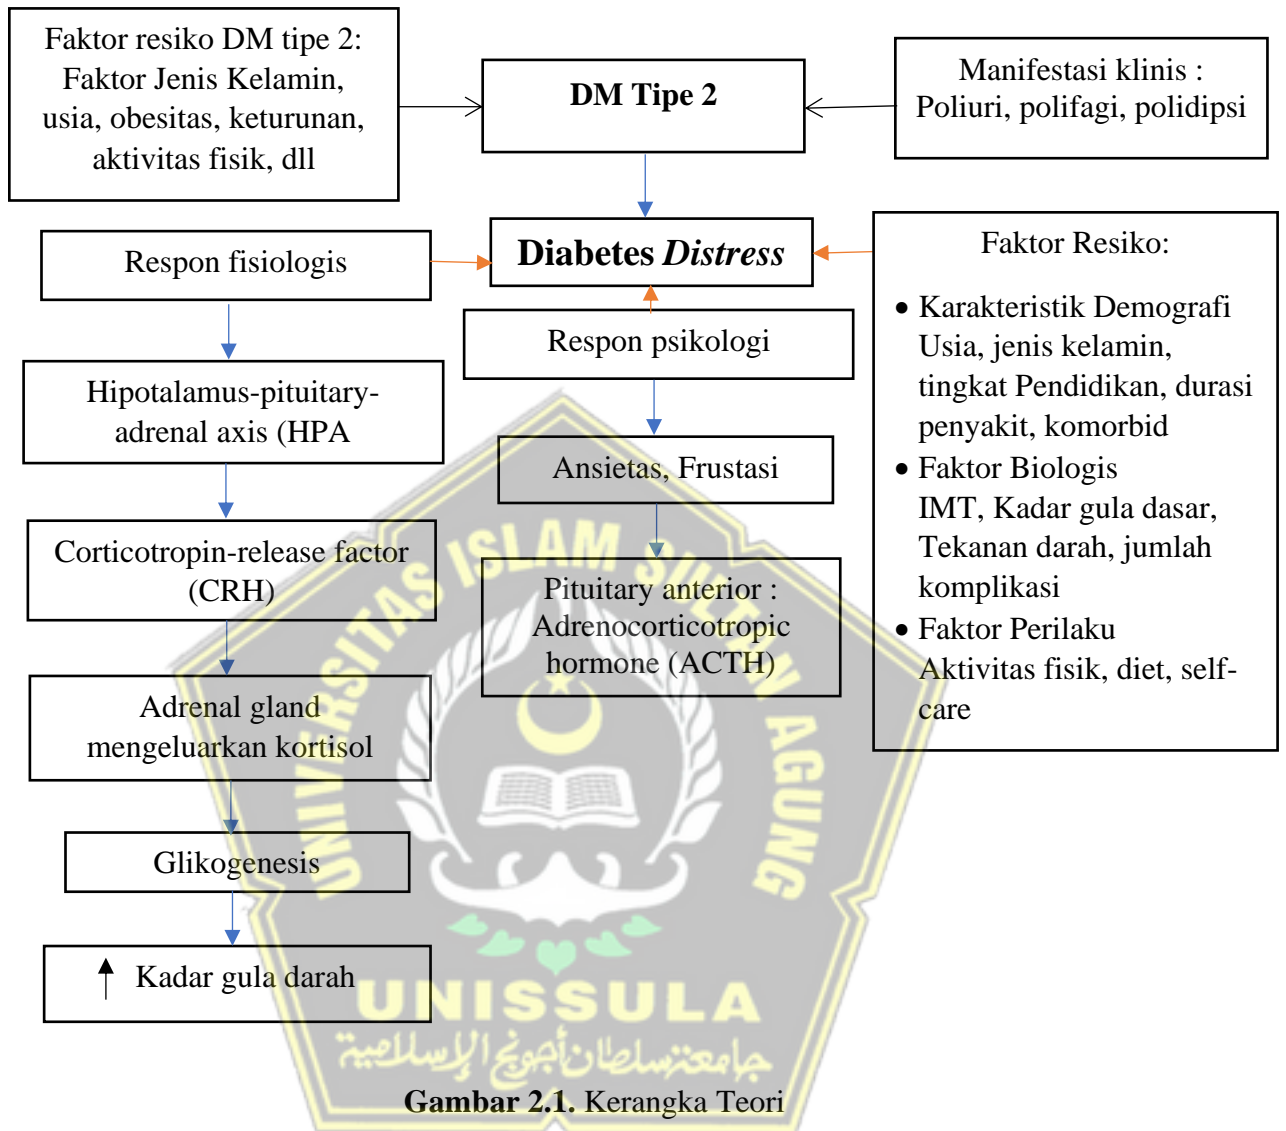 Faktor resiko DM tipe 2:
Faktor Jenis Kelamin,
usia, obesitas, keturunan,
aktivitas fisik, dll
DM Tipe 2
Manifestasi klinis :
Poliuri, polifagi, polidipsi
Respon fisiologis
Diabetes Distress
Faktor Resiko:
• Karakteristik Demografi
Usia, jenis kelamin,
tingkat Pendidikan, durasi
penyakit, komorbid
• Faktor Biologis
IMT, Kadar gula dasar,
Tekanan darah, jumlah
komplikasi
• Faktor Perilaku
Aktivitas fisik, diet, self-
care
Respon psikologi
Hipotalamus-pituitary-
adrenal axis (HPA
Ansietas, Frustasi
Corticotropin-release factor
(CRH)
Pituitary anterior :
Adrenocorticotropic
hormone (ACTH)
Adrenal gland
mengeluarkan kortisol
Glikogenesis
Kadar gula darah
UNIVERSITAS ISLAM SULTAN AGUNG
UNISSULA
جامعة سلطان أجونج الإسلامية
Gambar 2.1. Kerangka Teori